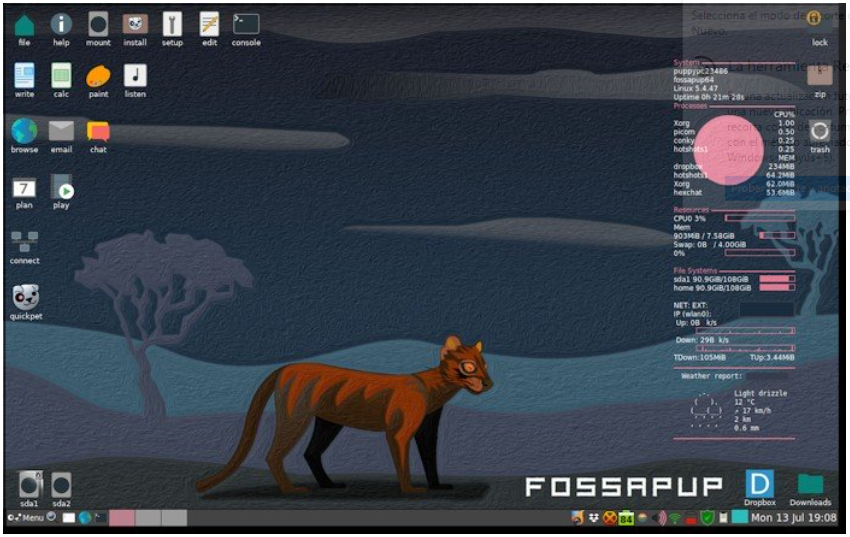 file help mount install setup edit console
lock
write calc paint listen
zip
browse email chat
trash
plan play
connect
quickpet
7
Selecciona el modo de
Nuevo.
System
puppypc23486
fossapup64
Linux 5.4.47
Uptime 0h 21m 28s
Processes
CPU%
Xorg 1.00
picom 0.50
conky 0.25
hotshots1 0.25
MEM
dropbox 234MiB
hotshots1 64.2MiB
Xorg 62.0MiB
hexchat 53.6MiB
Resources
CPU0 3%
Mem
903MiB / 7.58GiB
Swap: 0B / 4.00GiB
0%
File Systems
sda1 90.9GiB/108GiB
home 90.9GiB/108GiB
NET: EXT:
IP (wlan0):
Up: 0B k/s
Down: 29B k/s
TDown:105MiB TUp:3.44MiB
Weather report:
Light drizzle
12 °C
↗ 17 km/h
2 km
0.6 mm
FOSSAPUP
sda1 sda2
Dropbox Downloads
Menu
84
Mon 13 Jul 19:08